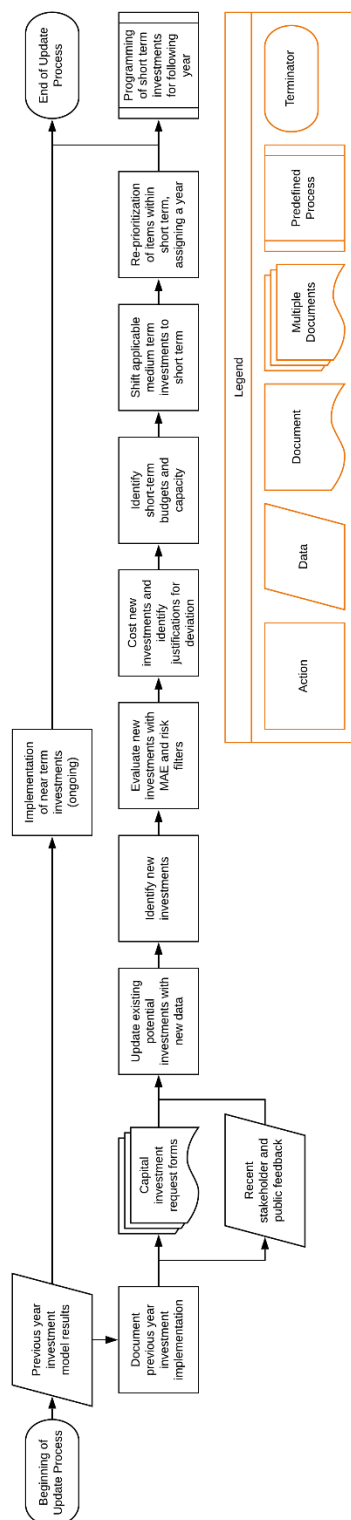 Beginning of
Update Process
Previous year
investment
model results
Implementation
of near term
investments
(ongoing)
End of Update
Process
Document
previous year
investment
implementation
Capital
investment
request forms
Recent
stakeholder and
public feedback
Update existing
potential
investments with
new data
Identify new
investments
Evaluate new
investments with
MAE and risk
filters
Cost new
investments and
identify
justifications for
deviation
Identify
short-term
budgets and
capacity
Shift applicable
medium term
investments to
short term
Re-prioritization
of items within
short term,
assigning a year
Programming
of short term
investments
for following
year
Legend
Action
Data
Document
Multiple
Documents
Predefined
Process
Terminator